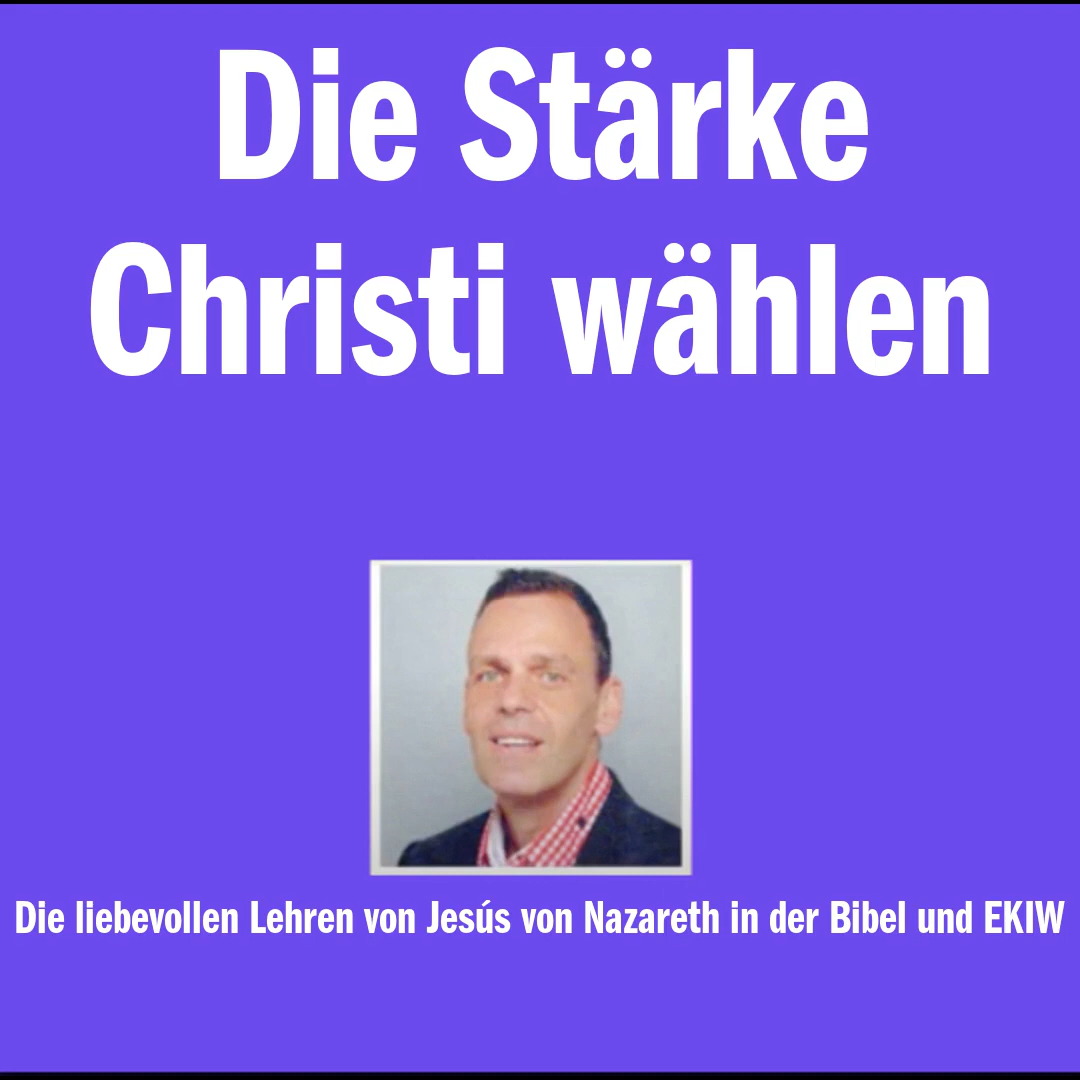 Die Stärke
Christi wählen
Die liebevollen Lehren von Jesús von Nazareth in der Bibel und EKIW